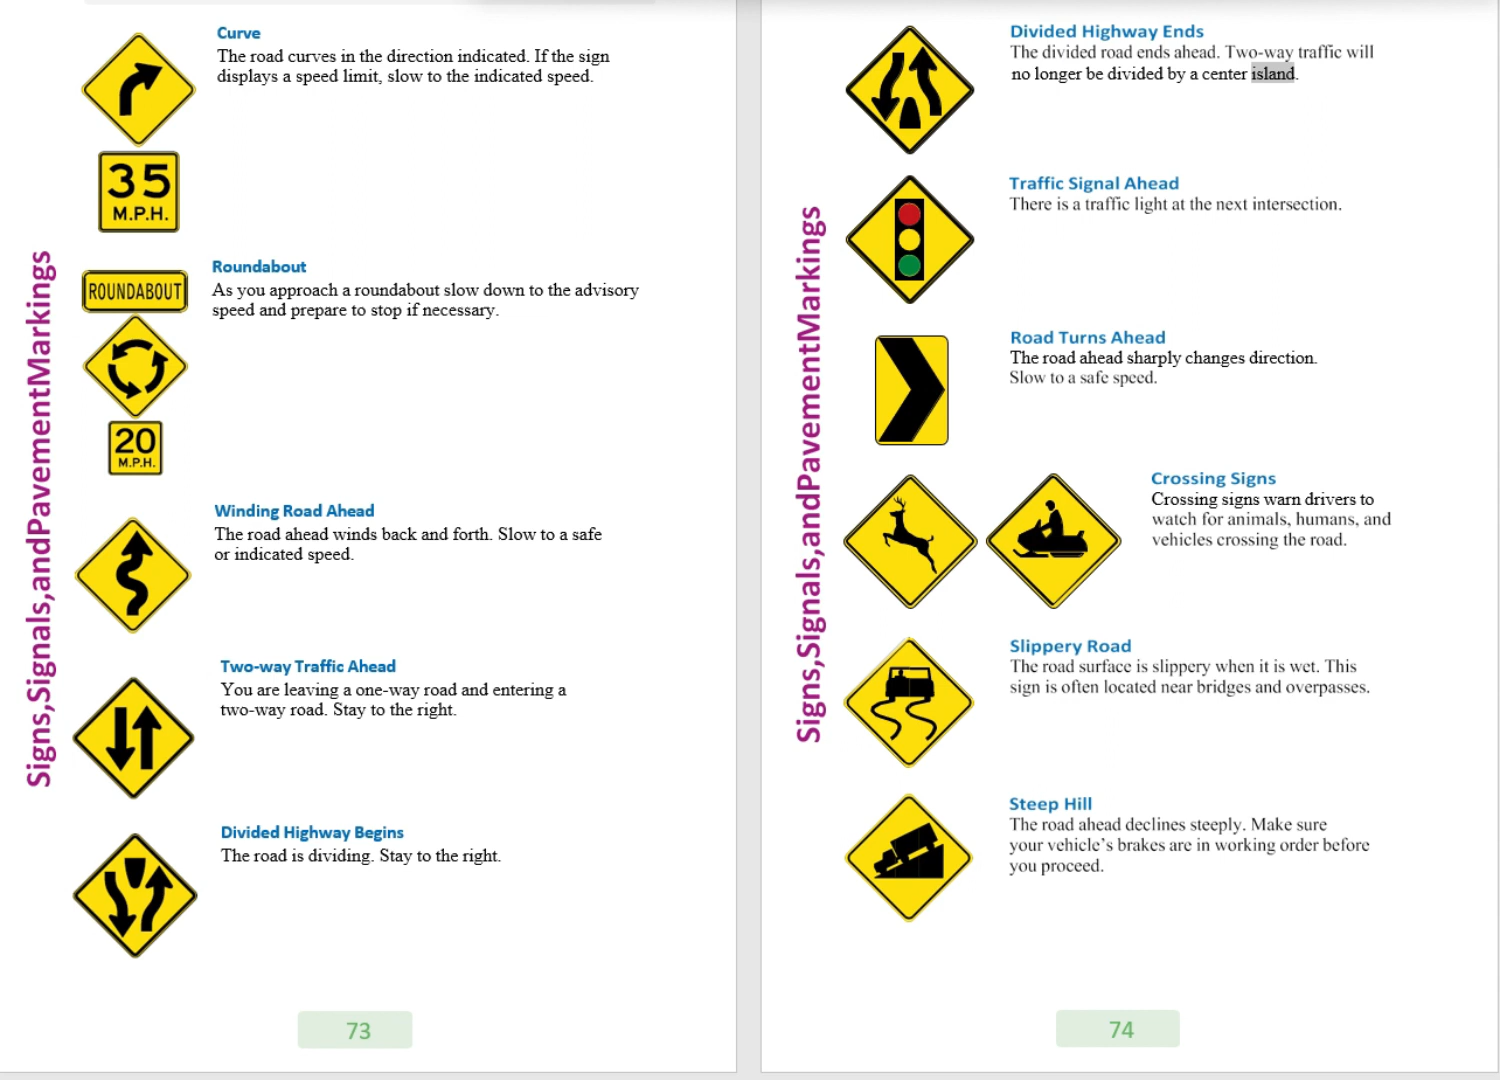 Curve
The road curves in the direction indicated. If the sign
displays a speed limit, slow to the indicated speed.
35
M.P.H.
Roundabout
ROUNDABOUT
As you approach a roundabout slow down to the advisory
speed and prepare to stop if necessary.
20
M.P.H.
Winding Road Ahead
The road ahead winds back and forth. Slow to a safe
or indicated speed.
Two-way Traffic Ahead
You are leaving a one-way road and entering a
two-way road. Stay to the right.
Divided Highway Begins
The road is dividing. Stay to the right.
Signs,Signals,andPavementMarkings
73
Divided Highway Ends
The divided road ends ahead. Two-way traffic will
no longer be divided by a center island.
Traffic Signal Ahead
There is a traffic light at the next intersection.
Road Turns Ahead
The road ahead sharply changes direction.
Slow to a safe speed.
Crossing Signs
Crossing signs warn drivers to
watch for animals, humans, and
vehicles crossing the road.
Slippery Road
The road surface is slippery when it is wet. This
sign is often located near bridges and overpasses.
Steep Hill
The road ahead declines steeply. Make sure
your vehicle's brakes are in working order before
you proceed.
Signs,Signals,andPavementMarkings
74